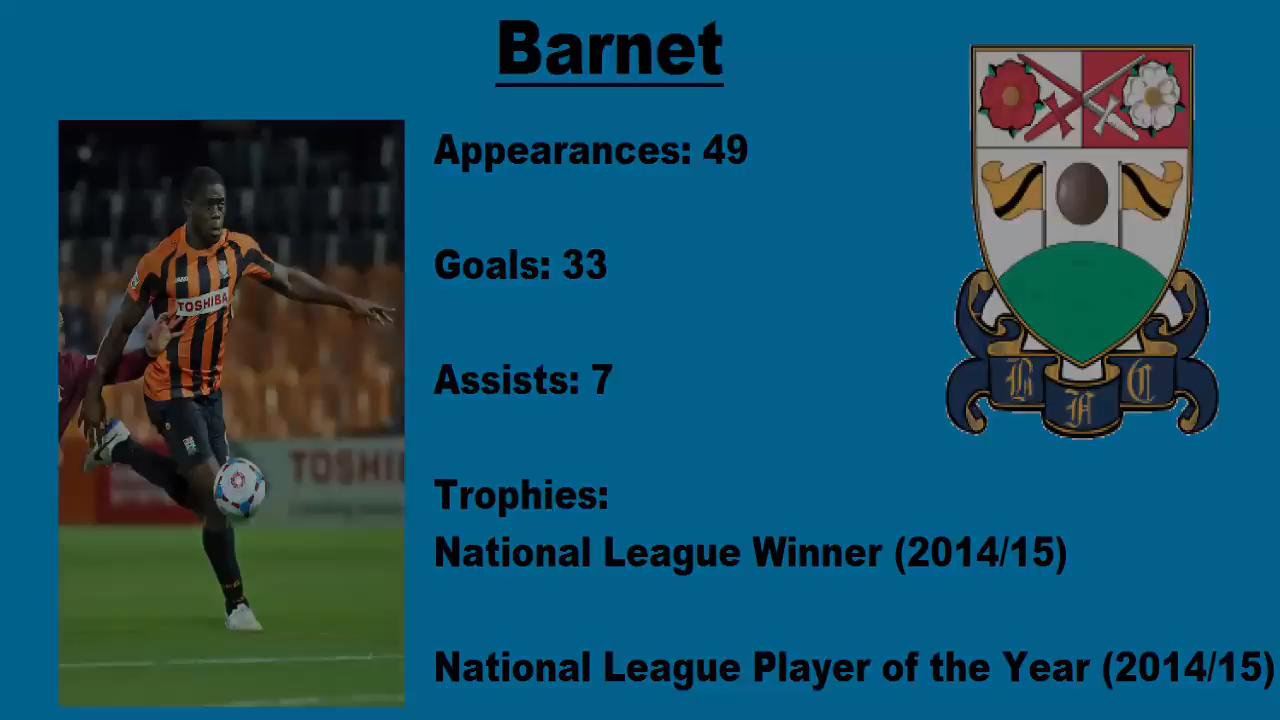 Barnet
Appearances: 49
Goals: 33
Assists: 7
Trophies:
National League Winner (2014/15)
National League Player of the Year (2014/15)
TOSHIBA
TOSHIB
B F C